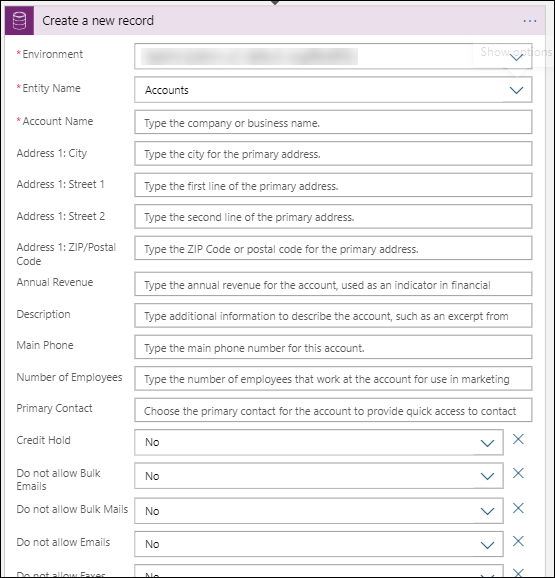 Create a new record
...
* Environment
Show options
* Entity Name
Accounts
* Account Name
Type the company or business name.
Address 1: City
Type the city for the primary address.
Address 1: Street 1
Type the first line of the primary address.
Address 1: Street 2
Type the second line of the primary address.
Address 1: ZIP/Postal
Code
Type the ZIP Code or postal code for the primary address.
Annual Revenue
Type the annual revenue for the account, used as an indicator in financial
Description
Type additional information to describe the account, such as an excerpt from
Main Phone
Type the main phone number for this account.
Number of Employees
Type the number of employees that work at the account for use in marketing
Primary Contact
Choose the primary contact for the account to provide quick access to contact
Credit Hold
No
Do not allow Bulk
Emails
No
Do not allow Bulk Mails
No
Do not allow Emails
No
Do not allow Faxes
No